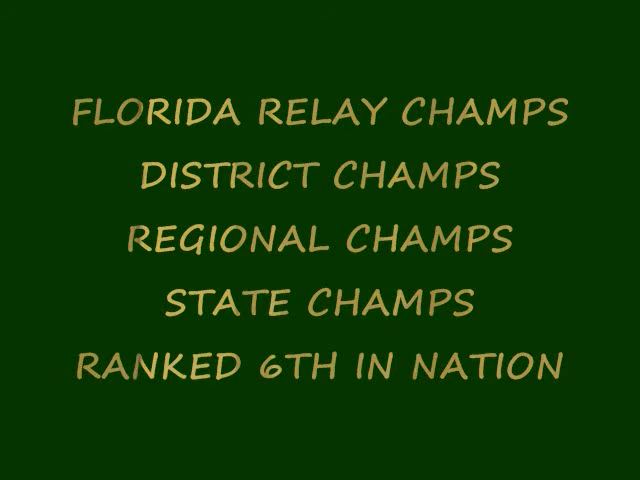 FLORIDA RELAY CHAMPS
DISTRICT CHAMPS
REGIONAL CHAMPS
STATE CHAMPS
RANKED 6TH IN NATION